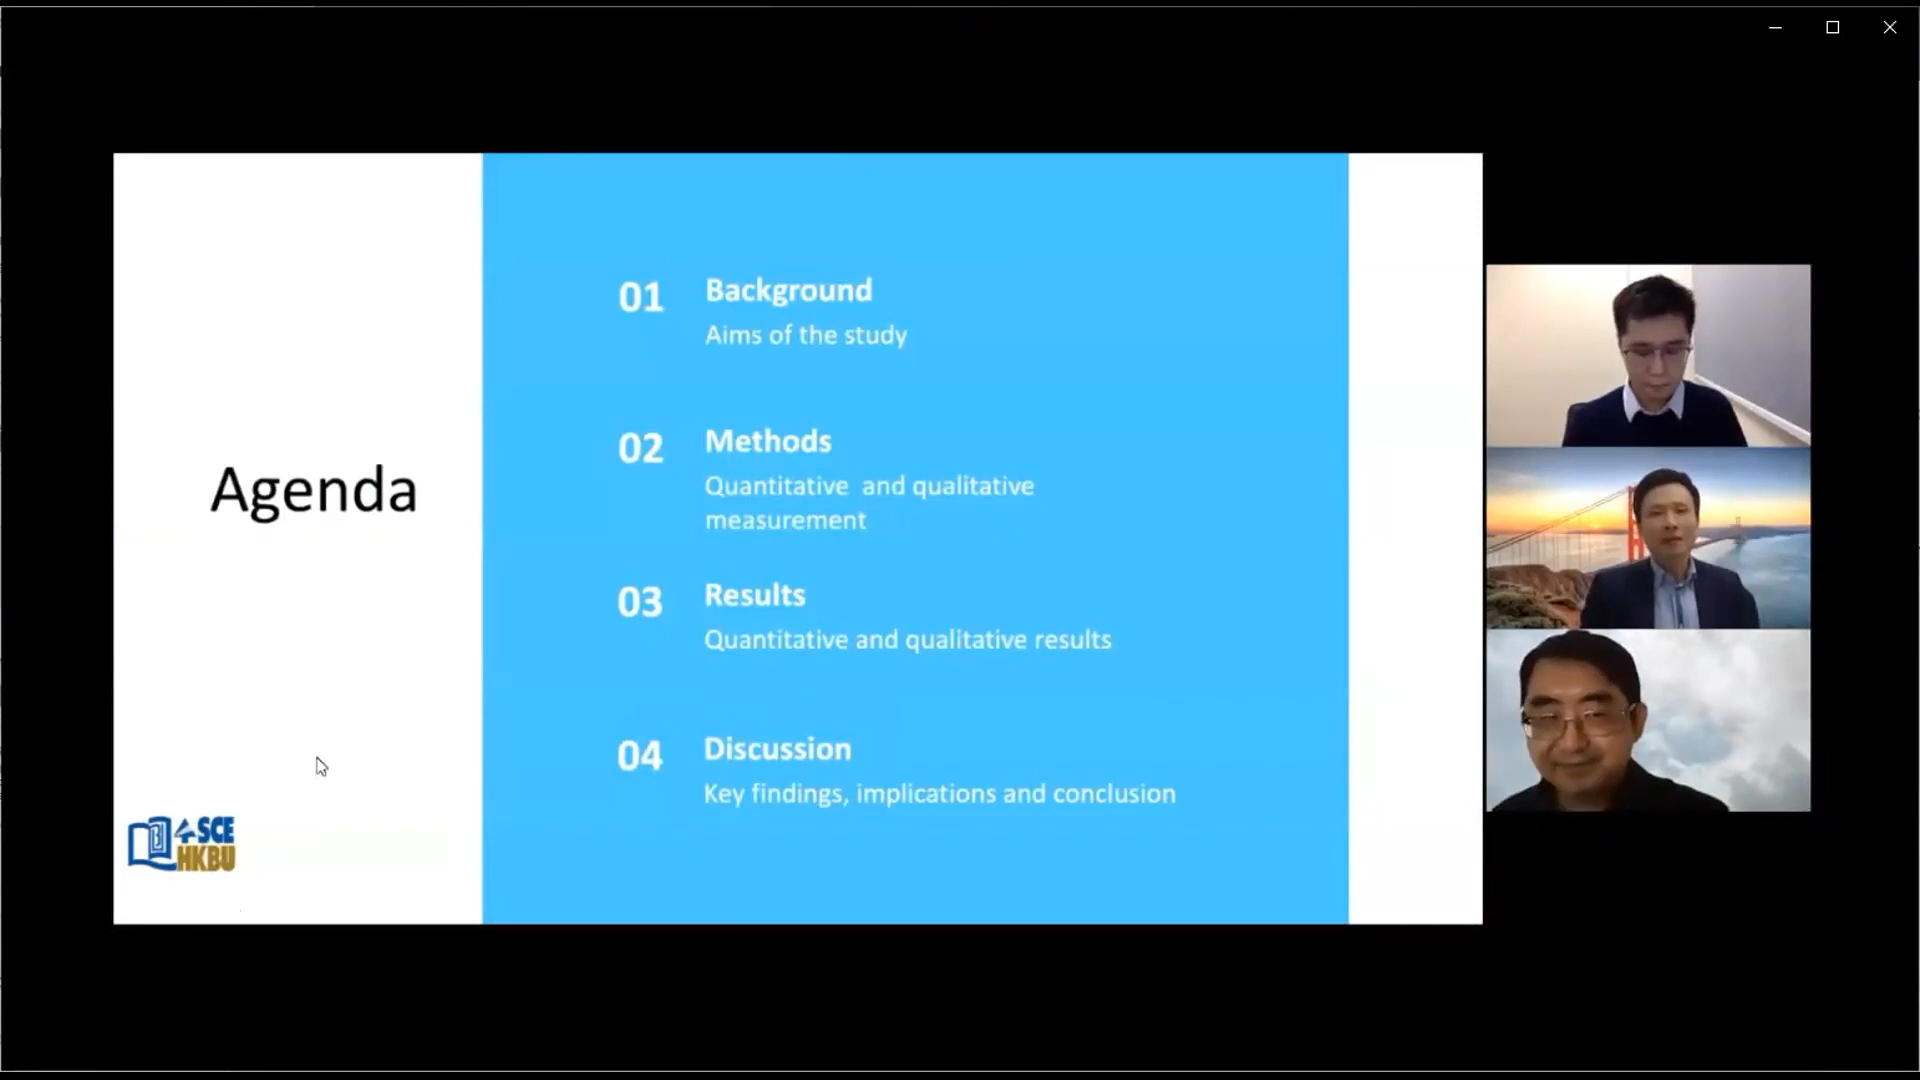 Agenda
01
Background
Aims of the study
02
Methods
Quantitative and qualitative
measurement
03
Results
Quantitative and qualitative results
04
Discussion
Key findings, implications and conclusion
SCE
HKBU